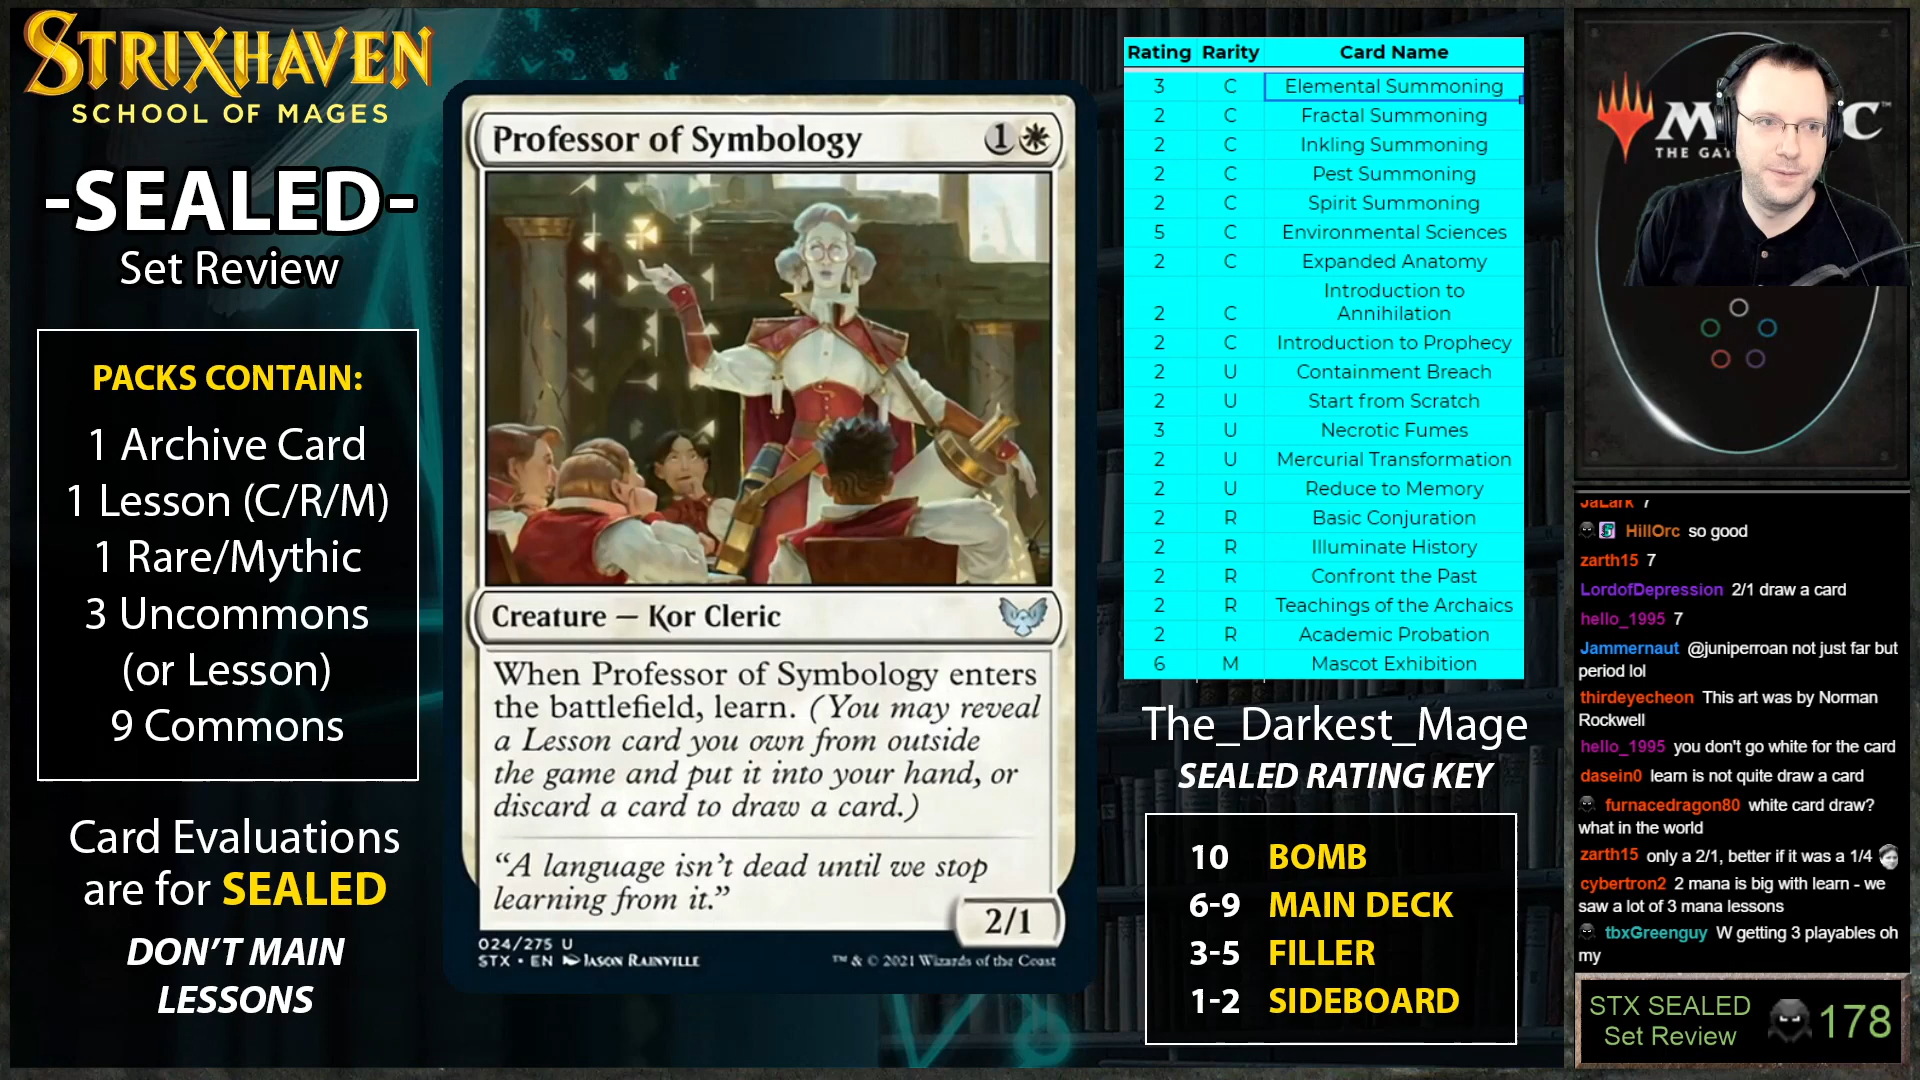 STRIXHAVEN
SCHOOL OF MAGES
-SEALED-
Set Review
PACKS CONTAIN:
1 Archive Card
1 Lesson (C/R/M)
1 Rare/Mythic
3 Uncommons
(or Lesson)
9 Commons
Card Evaluations
are for SEALED
DON'T MAIN
LESSONS
Professor of Symbology 1
Creature — Kor Cleric
When Professor of Symbology enters
the battlefield, learn. (You may reveal
a Lesson card you own from outside
the game and put it into your hand, or
discard a card to draw a card.)
"A language isn't dead until we stop
learning from it."
2/1
024/275 U
STX • EN Jason Rainville
™ & © 2021 Wizards of the Coast
Rating Rarity Card Name
3 C Elemental Summoning
2 C Fractal Summoning
2 C Inkling Summoning
2 C Pest Summoning
2 C Spirit Summoning
5 C Environmental Sciences
2 C Expanded Anatomy
Introduction to
2 C Annihilation
2 C Introduction to Prophecy
2 U Containment Breach
2 U Start from Scratch
3 U Necrotic Fumes
2 U Mercurial Transformation
2 U Reduce to Memory
2 R Basic Conjuration
2 R Illuminate History
2 R Confront the Past
2 R Teachings of the Archaics
2 R Academic Probation
6 M Mascot Exhibition
The_Darkest_Mage
SEALED RATING KEY
10 BOMB
6-9 MAIN DECK
3-5 FILLER
1-2 SIDEBOARD
M C™
THE GA
JaLark 7
HillOrc so good
zarth15 7
LordofDepression 2/1 draw a card
hello_1995 7
Jammernaut @juniperroan not just far but
period lol
thirdeyecheon This art was by Norman
Rockwell
hello_1995 you don't go white for the card
dasein0 learn is not quite draw a card
furnacedragon80 white card draw?
what in the world
zarth15 only a 2/1, better if it was a 1/4
cybertron2 2 mana is big with learn - we
saw a lot of 3 mana lessons
tbxGreenguy W getting 3 playables oh
my
STX SEALED
Set Review
178